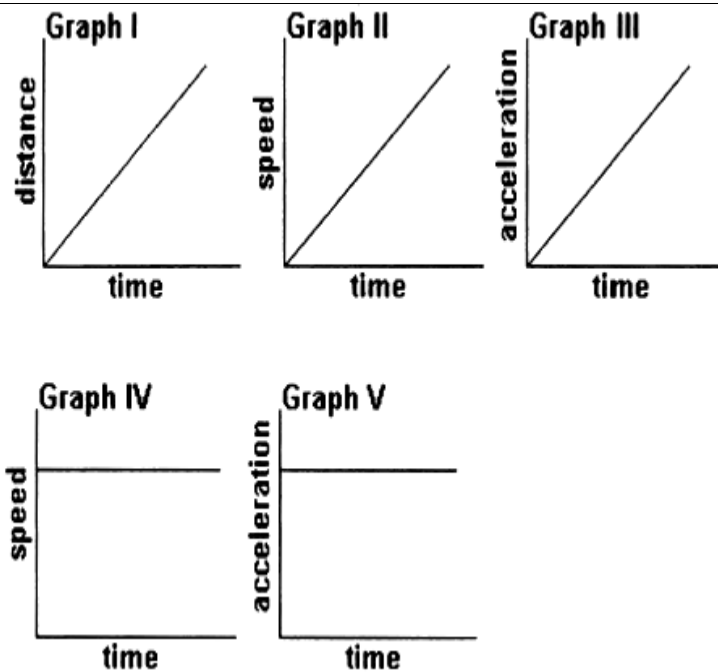 Graph I
distance
time
Graph II
speed
time
Graph III
acceleration
time
Graph IV
speed
time
Graph V
acceleration
time